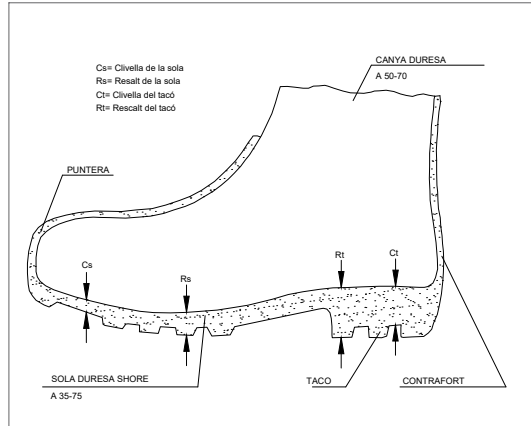 Cs= Clivella de la sola
Rs= Resalt de la sola
Ct= Clivella del tacó
Rt= Rescalt del tacó
CANYA DURESA
A 50-70
PUNTERA
Cs
Rs
Rt
Ct
SOLA DURESA SHORE
A 35-75
TACO
CONTRAFORT